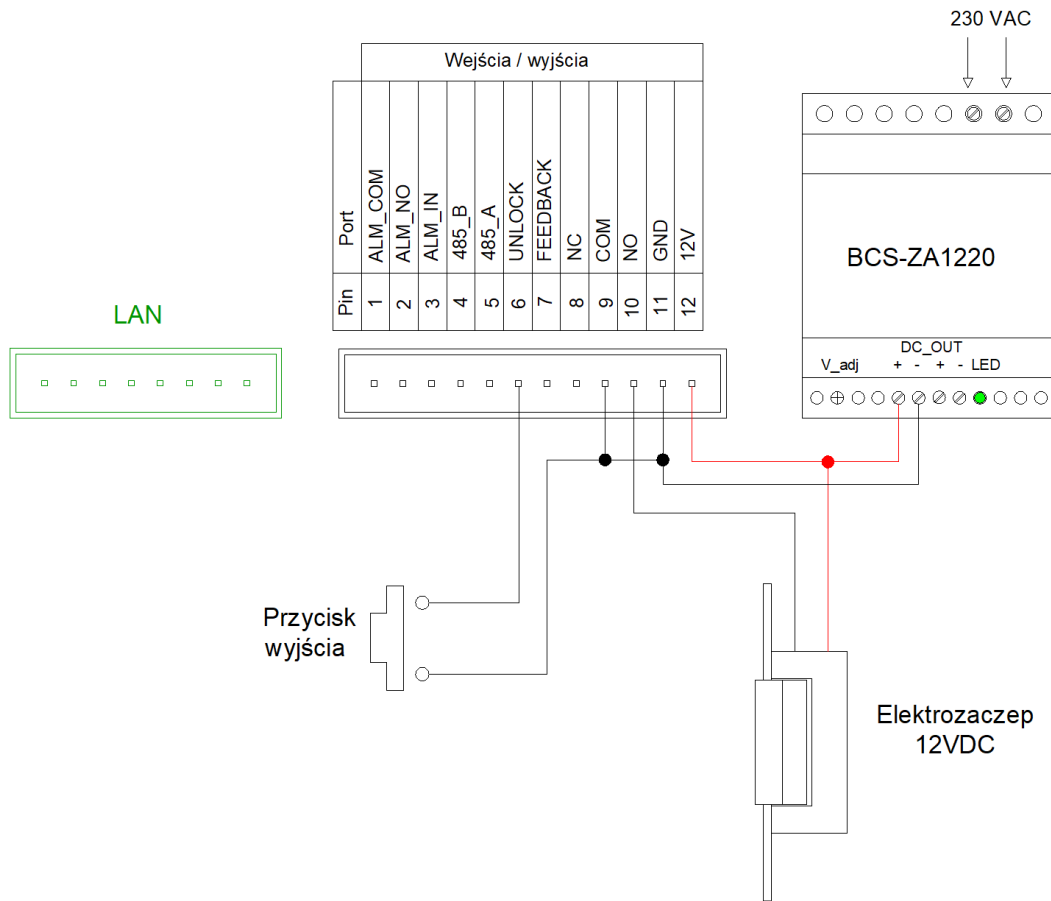 230 VAC
Wejścia / wyjścia
Port
ALM_COM
ALM_NO
ALM_IN
485_B
485_A
UNLOCK
FEEDBACK
NC
COM
NO
GND
12V
Pin
1
2
3
4
5
6
7
8
9
10
11
12
BCS-ZA1220
LAN
DC_OUT
V_adj + - + - LED
Przycisk
wyjścia
Elektrozaczep
12VDC